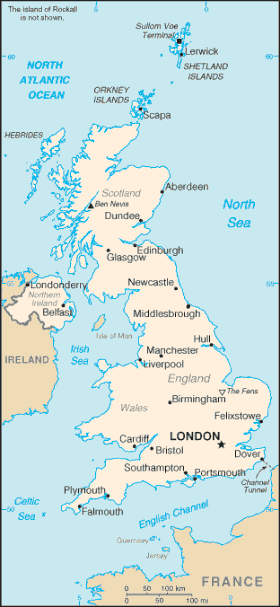 The island of Rockall
is not shown.
Sullom Voe
Terminal
Lerwick
SHETLAND
ISLANDS
NORTH
ATLANTIC
OCEAN
ORKNEY
ISLANDS
Scapa
HEBRIDES
Scotland
Aberdeen
Ben Nevis
North
Sea
Dundee
Edinburgh
Glasgow
Newcastle
Londonderry
Northern
Ireland
Belfast
Middlesbrough
Isle of Man
Hull
Irish
Sea
Manchester
Liverpool
IRELAND
England
The Fens
Birmingham
Wales
Felixstowe
Cardiff
LONDON
Bristol
Dover
Southampton
Portsmouth
Channel
Tunnel
Plymouth
Celtic
Sea
Falmouth
English Channel
Guernsey
Jersey
FRANCE
0 50 100 km
0 50 100 mi